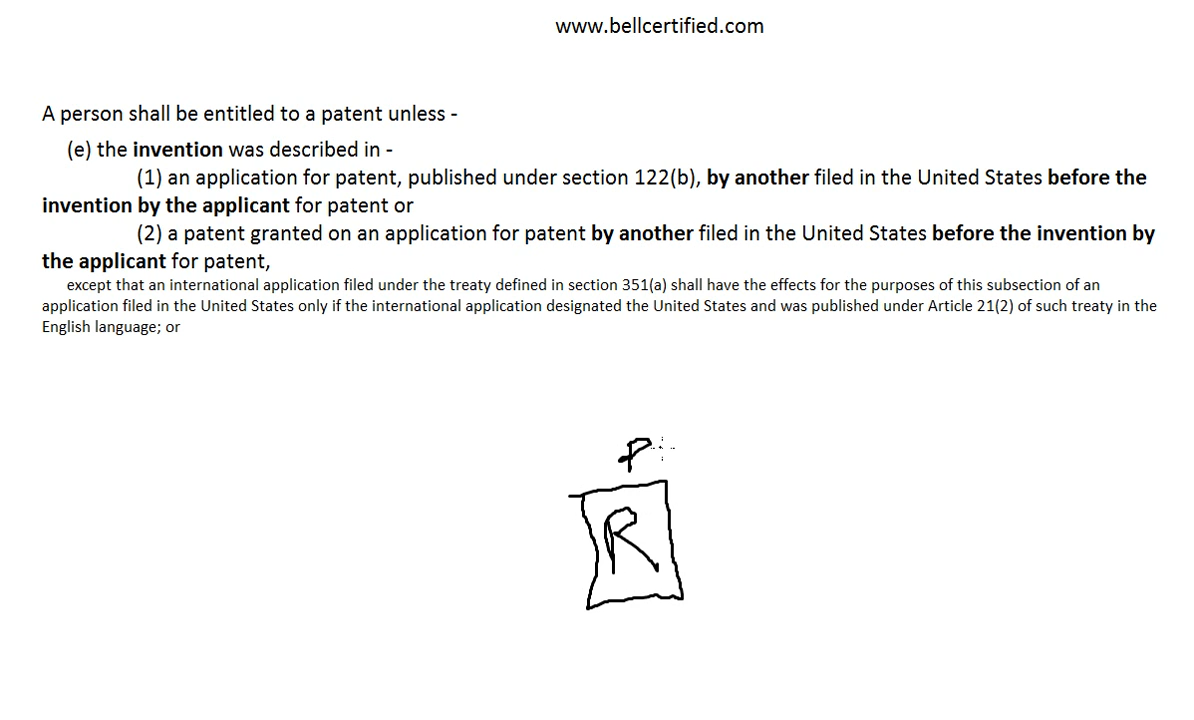 www.bellcertified.com
A person shall be entitled to a patent unless -
(e) the invention was described in -
(1) an application for patent, published under section 122(b), by another filed in the United States before the
invention by the applicant for patent or
(2) a patent granted on an application for patent by another filed in the United States before the invention by
the applicant for patent,
except that an international application filed under the treaty defined in section 351(a) shall have the effects for the purposes of this subsection of an
application filed in the United States only if the international application designated the United States and was published under Article 21(2) of such treaty in the
English language; or
P
R